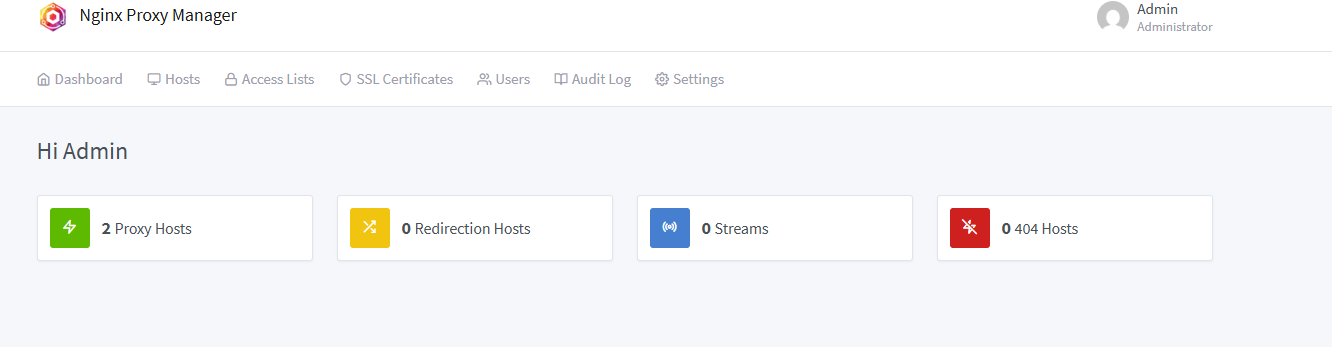 Nginx Proxy Manager
Admin
Administrator
Dashboard Hosts Access Lists SSL Certificates Users Audit Log Settings
Hi Admin
2 Proxy Hosts 0 Redirection Hosts 0 Streams 0 404 Hosts